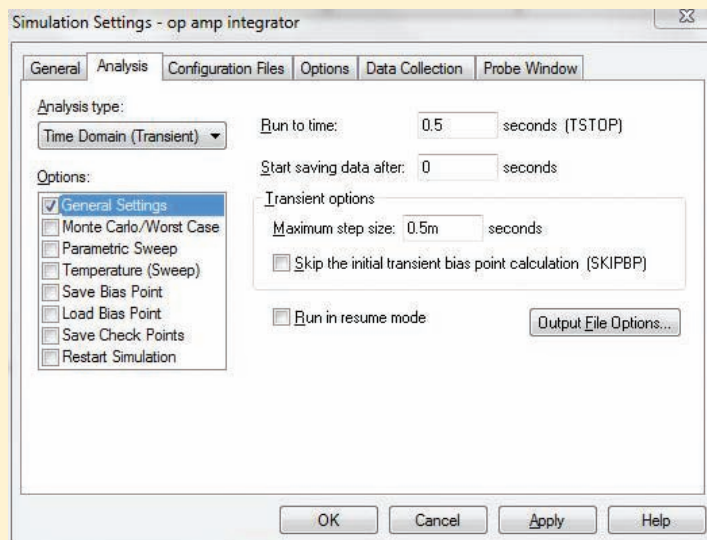 Simulation Settings - op amp integrator
General Analysis Configuration Files Options Data Collection Probe Window
Analysis type:
Time Domain (Transient)
Options:
General Settings
Monte Carlo/Worst Case
Parametric Sweep
Temperature (Sweep)
Save Bias Point
Load Bias Point
Save Check Points
Restart Simulation
Run to time: 0.5 seconds (TSTOP)
Start saving data after: 0 seconds
Transient options
Maximum step size: 0.5m seconds
Skip the initial transient bias point calculation (SKIPBP)
Run in resume mode
Output File Options...
OK Cancel Apply Help